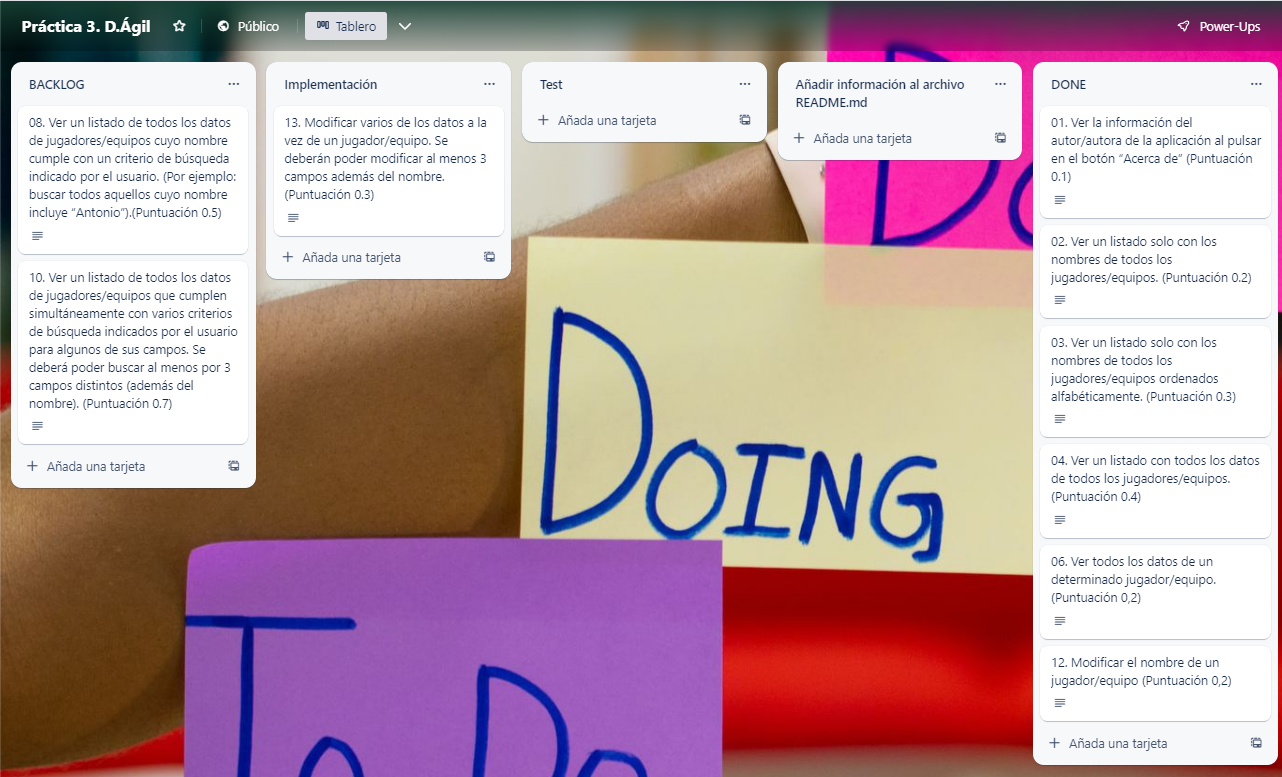 Práctica 3. D.Ágil
Público
Tablero
Power-Ups
BACKLOG
08. Ver un listado de todos los datos
de jugadores/equipos cuyo nombre
cumple con un criterio de búsqueda
indicado por el usuario. (Por ejemplo:
buscar todos aquellos cuyo nombre
incluye “Antonio”).(Puntuación 0.5)
10. Ver un listado de todos los datos
de jugadores/equipos que cumplen
simultáneamente con varios criterios
de búsqueda indicados por el usuario
para algunos de sus campos. Se
deberá poder buscar al menos por 3
campos distintos (además del
nombre). (Puntuación 0.7)
Añada una tarjeta
Implementación
13. Modificar varios de los datos a la
vez de un jugador/equipo. Se
deberán poder modificar al menos 3
campos además del nombre.
(Puntuación 0.3)
Añada una tarjeta
Test
Añada una tarjeta
Añadir información al archivo
README.md
Añada una tarjeta
DONE
01. Ver la información del
autor/autora de la aplicación al pulsar
en el botón “Acerca de” (Puntuación
0.1)
02. Ver un listado solo con los
nombres de todos los
jugadores/equipos. (Puntuación 0.2)
03. Ver un listado solo con los
nombres de todos los
jugadores/equipos ordenados
alfabéticamente. (Puntuación 0.3)
04. Ver un listado con todos los datos
de todos los jugadores/equipos.
(Puntuación 0.4)
06. Ver todos los datos de un
determinado jugador/equipo.
(Puntuación 0,2)
12. Modificar el nombre de un
jugador/equipo (Puntuación 0,2)
Añada una tarjeta
Do
DOING
To Do